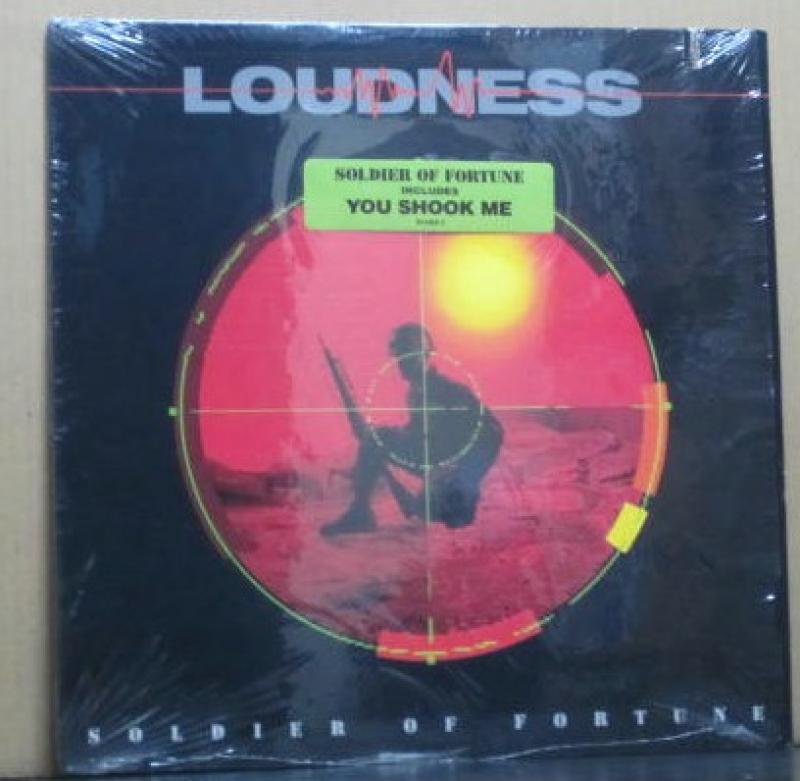 LOUDNESS
SOLDIER OF FORTUNE
INCLUDES
YOU SHOOK ME
SOLDIER OF FORTUNE